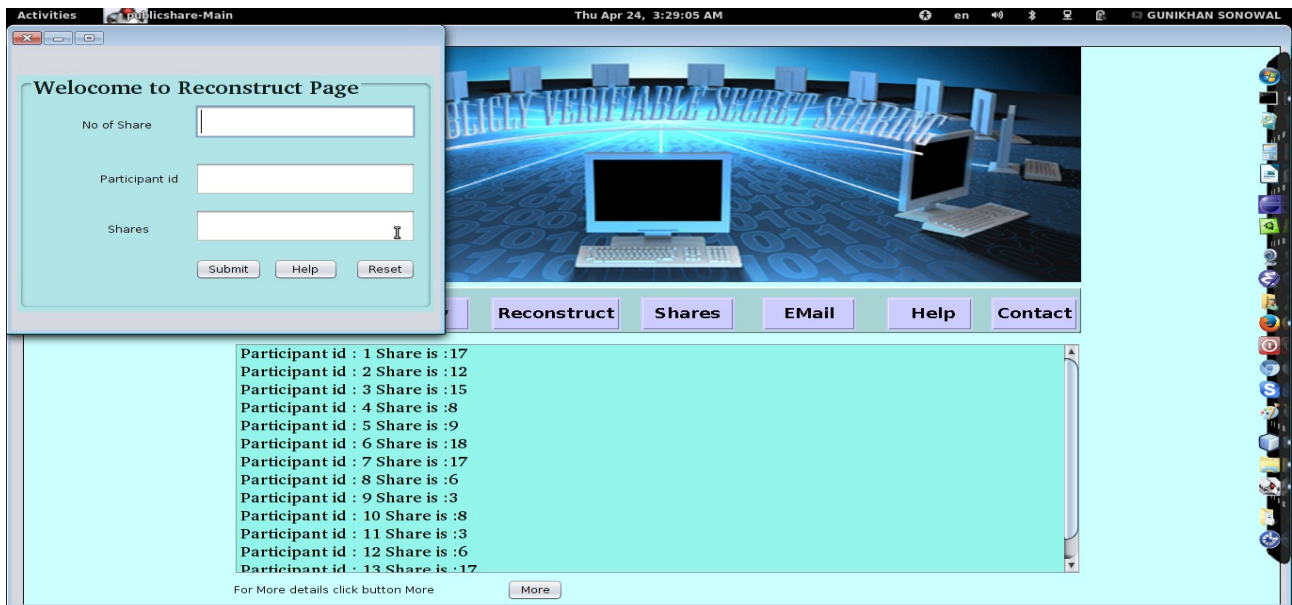 Activities publicshare-Main Thu Apr 24, 3:29:05 AM en GUNIKHAN SONOWAL
Welocome to Reconstruct Page
No of Share
Participant id
Shares
Submit Help Reset
VERIFIABLE SECRET SHARING
Reconstruct Shares EMail Help Contact
Participant id : 1 Share is :17
Participant id : 2 Share is :12
Participant id : 3 Share is :15
Participant id : 4 Share is :8
Participant id : 5 Share is :9
Participant id : 6 Share is :18
Participant id : 7 Share is :17
Participant id : 8 Share is :6
Participant id : 9 Share is :3
Participant id : 10 Share is :8
Participant id : 11 Share is :3
Participant id : 12 Share is :6
Participant id : 13 Share is :17
For More details click button More More